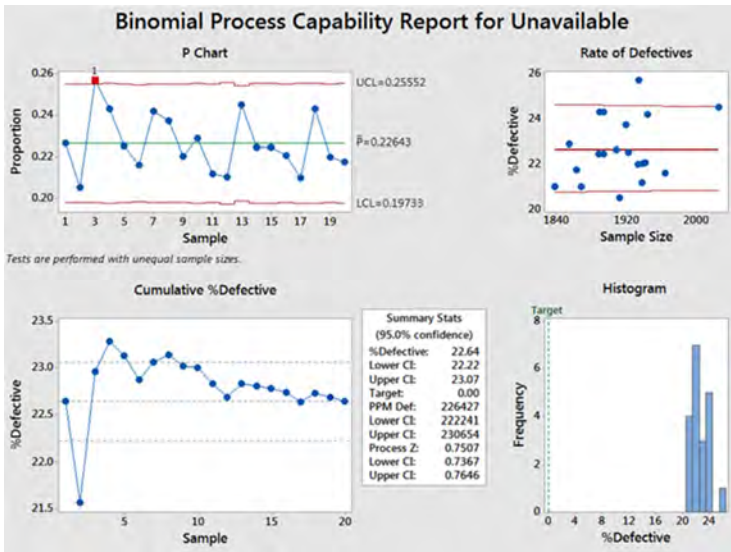 Binomial Process Capability Report for Unavailable
P Chart
Proportion
0.26
0.24
0.22
0.20
1
UCL=0.25552
P̄=0.22643
LCL=0.19733
1 3 5 7 9 11 13 15 17 19
Sample
Tests are performed with unequal sample sizes.
Rate of Defectives
%Defective
26
24
22
20
1840 1920 2000
Sample Size
Cumulative %Defective
%Defective
23.5
23.0
22.5
22.0
21.5
5 10 15 20
Sample
Summary Stats
(95.0% confidence)
%Defective: 22.64
Lower CI: 22.22
Upper CI: 23.07
Target: 0.00
PPM Def: 226427
Lower CI: 222241
Upper CI: 230654
Process Z: 0.7507
Lower CI: 0.7367
Upper CI: 0.7646
Histogram
Target
Frequency
8
6
4
2
0
0 4 8 12 16 20 24
%Defective